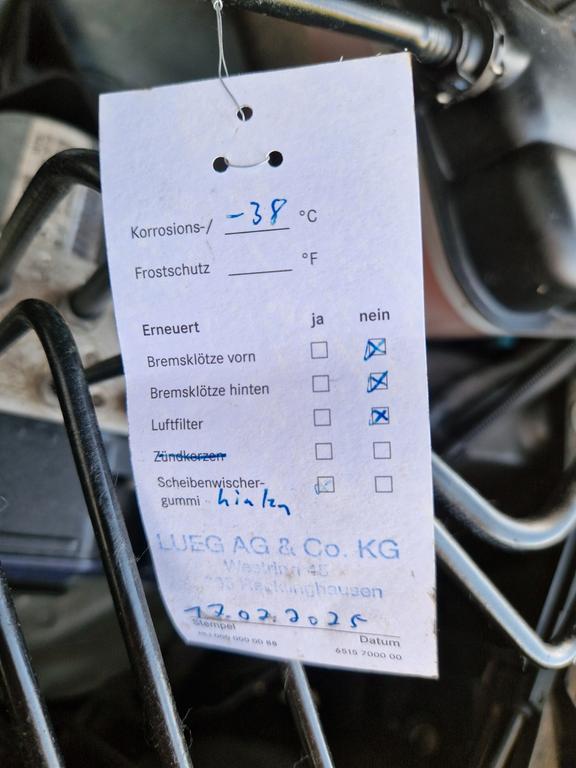 Korrosions-/ -38 °C
Frostschutz °F
Erneuert ja nein
Bremsklötze vorn
Bremsklötze hinten
Luftfilter
Zündkerzen
Scheibenwischer-
gummi hinten
LUEG AG & Co. KG
Westring 45
Recklinghausen
17.02.2025
Stempel Datum
6515 7000 00